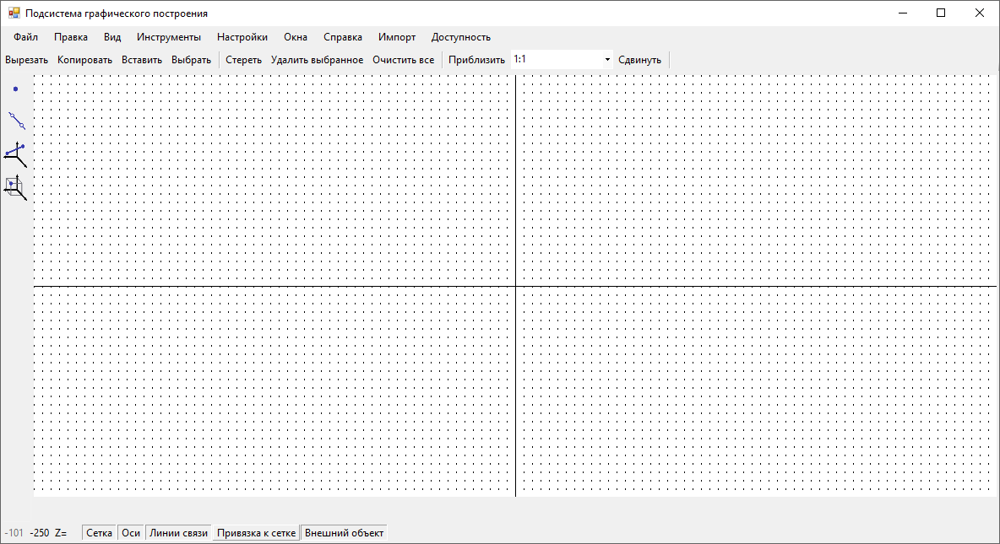 Подсистема графического построения
Файл Правка Вид Инструменты Настройки Окна Справка Импорт Доступность
Вырезать Копировать Вставить Выбрать Стереть Удалить выбранное Очистить все Приблизить 1:1 Сдвинуть
-101 -250 Z= Сетка Оси Линии связи Привязка к сетке Внешний объект